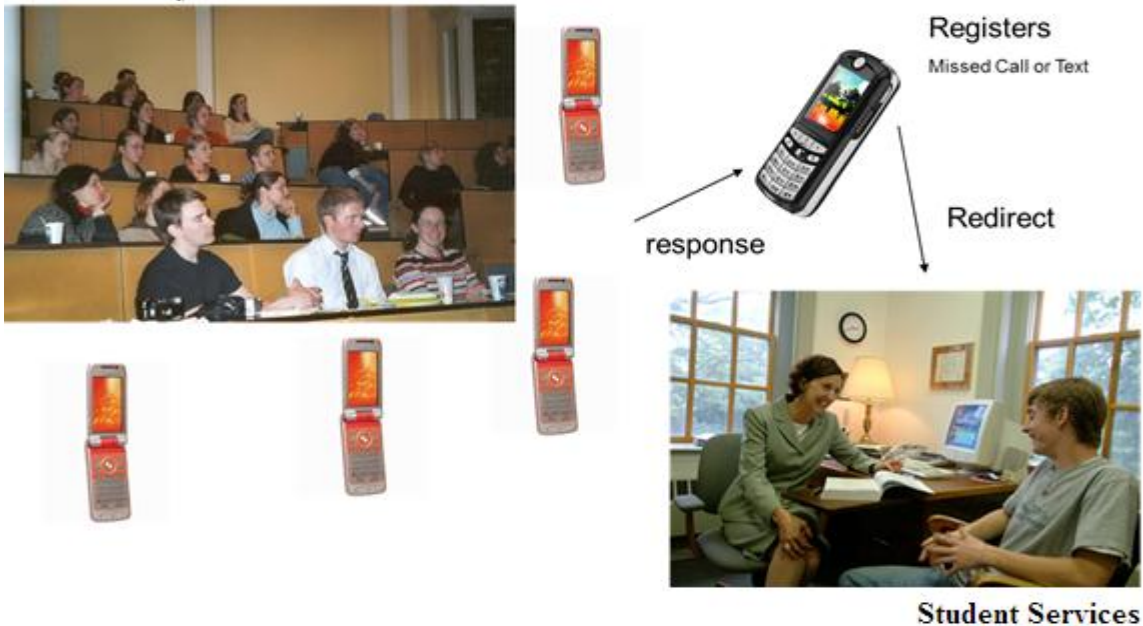 Registers
Missed Call or Text
response
Redirect
Student Services